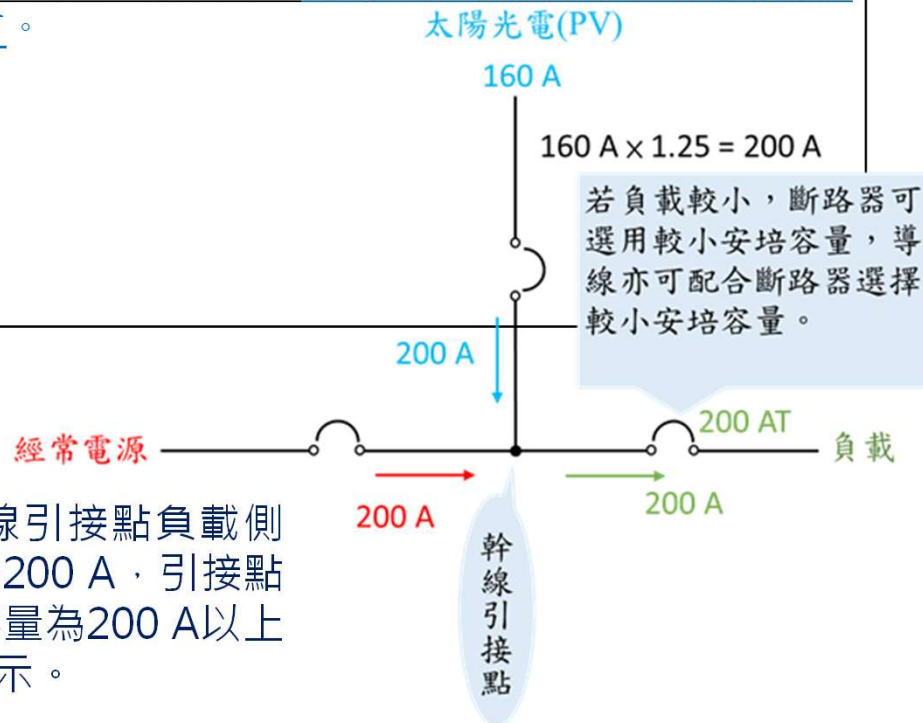 。
太陽光電(PV)
160 A
160 A x 1.25 = 200 A
若負載較小，斷路器可
選用較小安培容量，導
線亦可配合斷路器選擇
較小安培容量。
200 A
200 AT
經常電源
負載
200 A
200 A
線引接點負載側
200 A，引接點
量為200 A以上
示。
幹線引接點